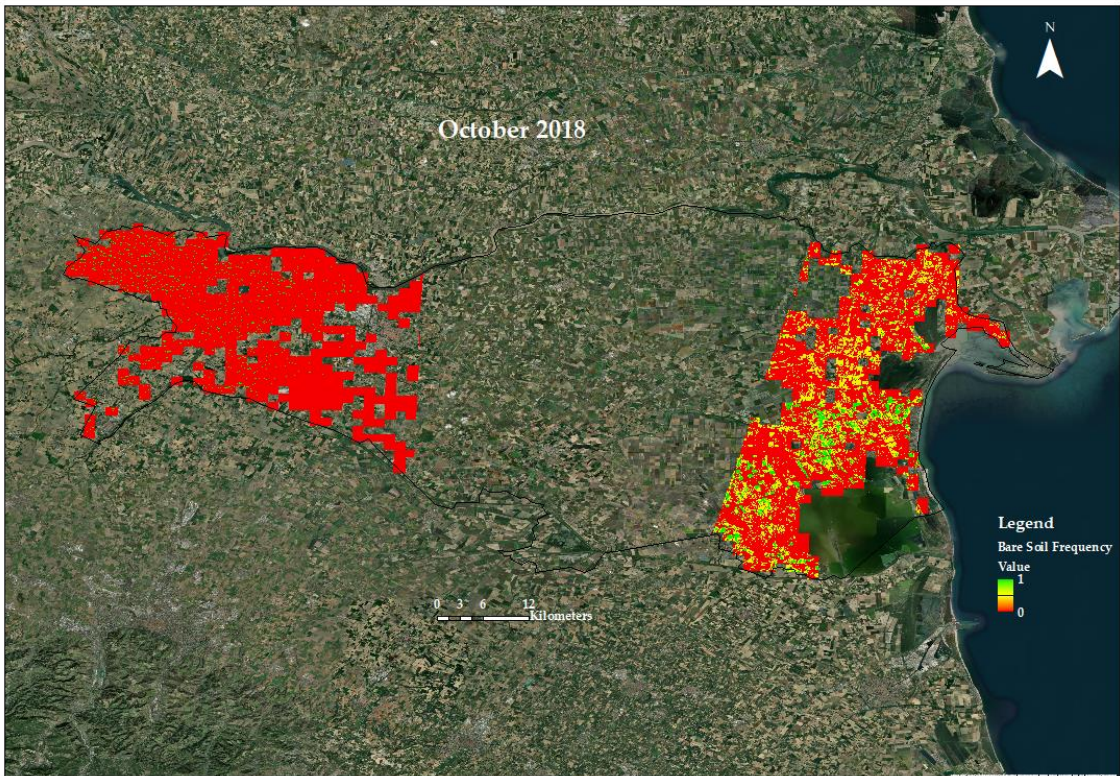 N
October 2018
Legend
Bare Soil Frequency
Value
1
0
0 3 6 12
Kilometers